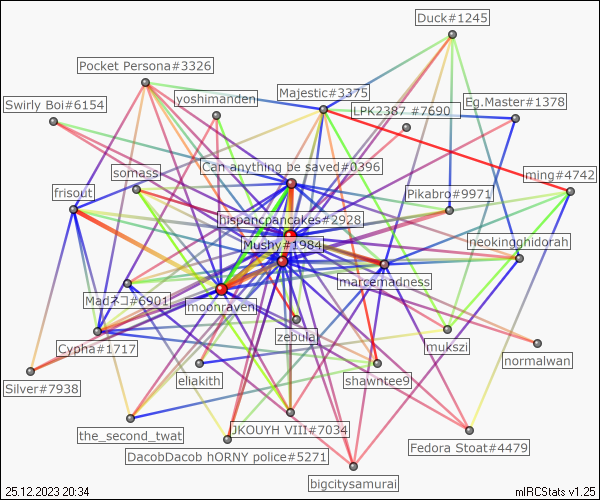 Duck#1245
Pocket Persona#3326
Majestic#3375
yoshimanden
Swirly Boi#6154
LPK2387 #7690
Eg.Master#1378
Can anything be saved#0396
somass
ming#4742
frisout
Pikabro#9971
hispancpancakes#2928
Mushy#1984
neokingghidorah
marcemadness
Madネコ#6901
moonraven
zebulal
mukszi
Cypha#1717
normalwan
Silver#7938
eliakith
shawntee9
the_second_twat
JKOUYH VIII#7034
DacobDacob hORNY police#5271
Fedora Stoat#4479
bigcitysamurai
25.12.2023 20:34
mIRCStats v1.25